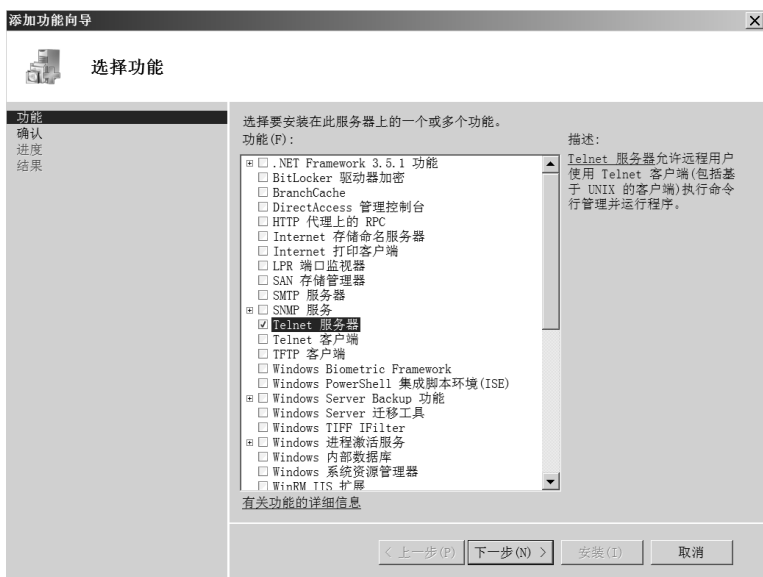 添加功能向导
选择功能
功能
确认
进度
结果
选择要安装在此服务器上的一个或多个功能。
功能(F):
.NET Framework 3.5.1 功能
BitLocker 驱动器加密
BranchCache
DirectAccess 管理控制台
HTTP 代理上的 RPC
Internet 存储命名服务器
Internet 打印客户端
LPR 端口监视器
SAN 存储管理器
SMTP 服务器
SNMP 服务
Telnet 服务器
Telnet 客户端
TFTP 客户端
Windows Biometric Framework
Windows PowerShell 集成脚本环境(ISE)
Windows Server Backup 功能
Windows Server 迁移工具
Windows TIFF IFilter
Windows 进程激活服务
Windows 内部数据库
Windows 系统资源管理器
WinRM IIS 扩展
有关功能的详细信息
描述:
Telnet 服务器允许远程用户
使用 Telnet 客户端(包括基
于 UNIX 的客户端)执行命令
行管理并运行程序。
< 上一步(P)
下一步(N) >
安装(I)
取消